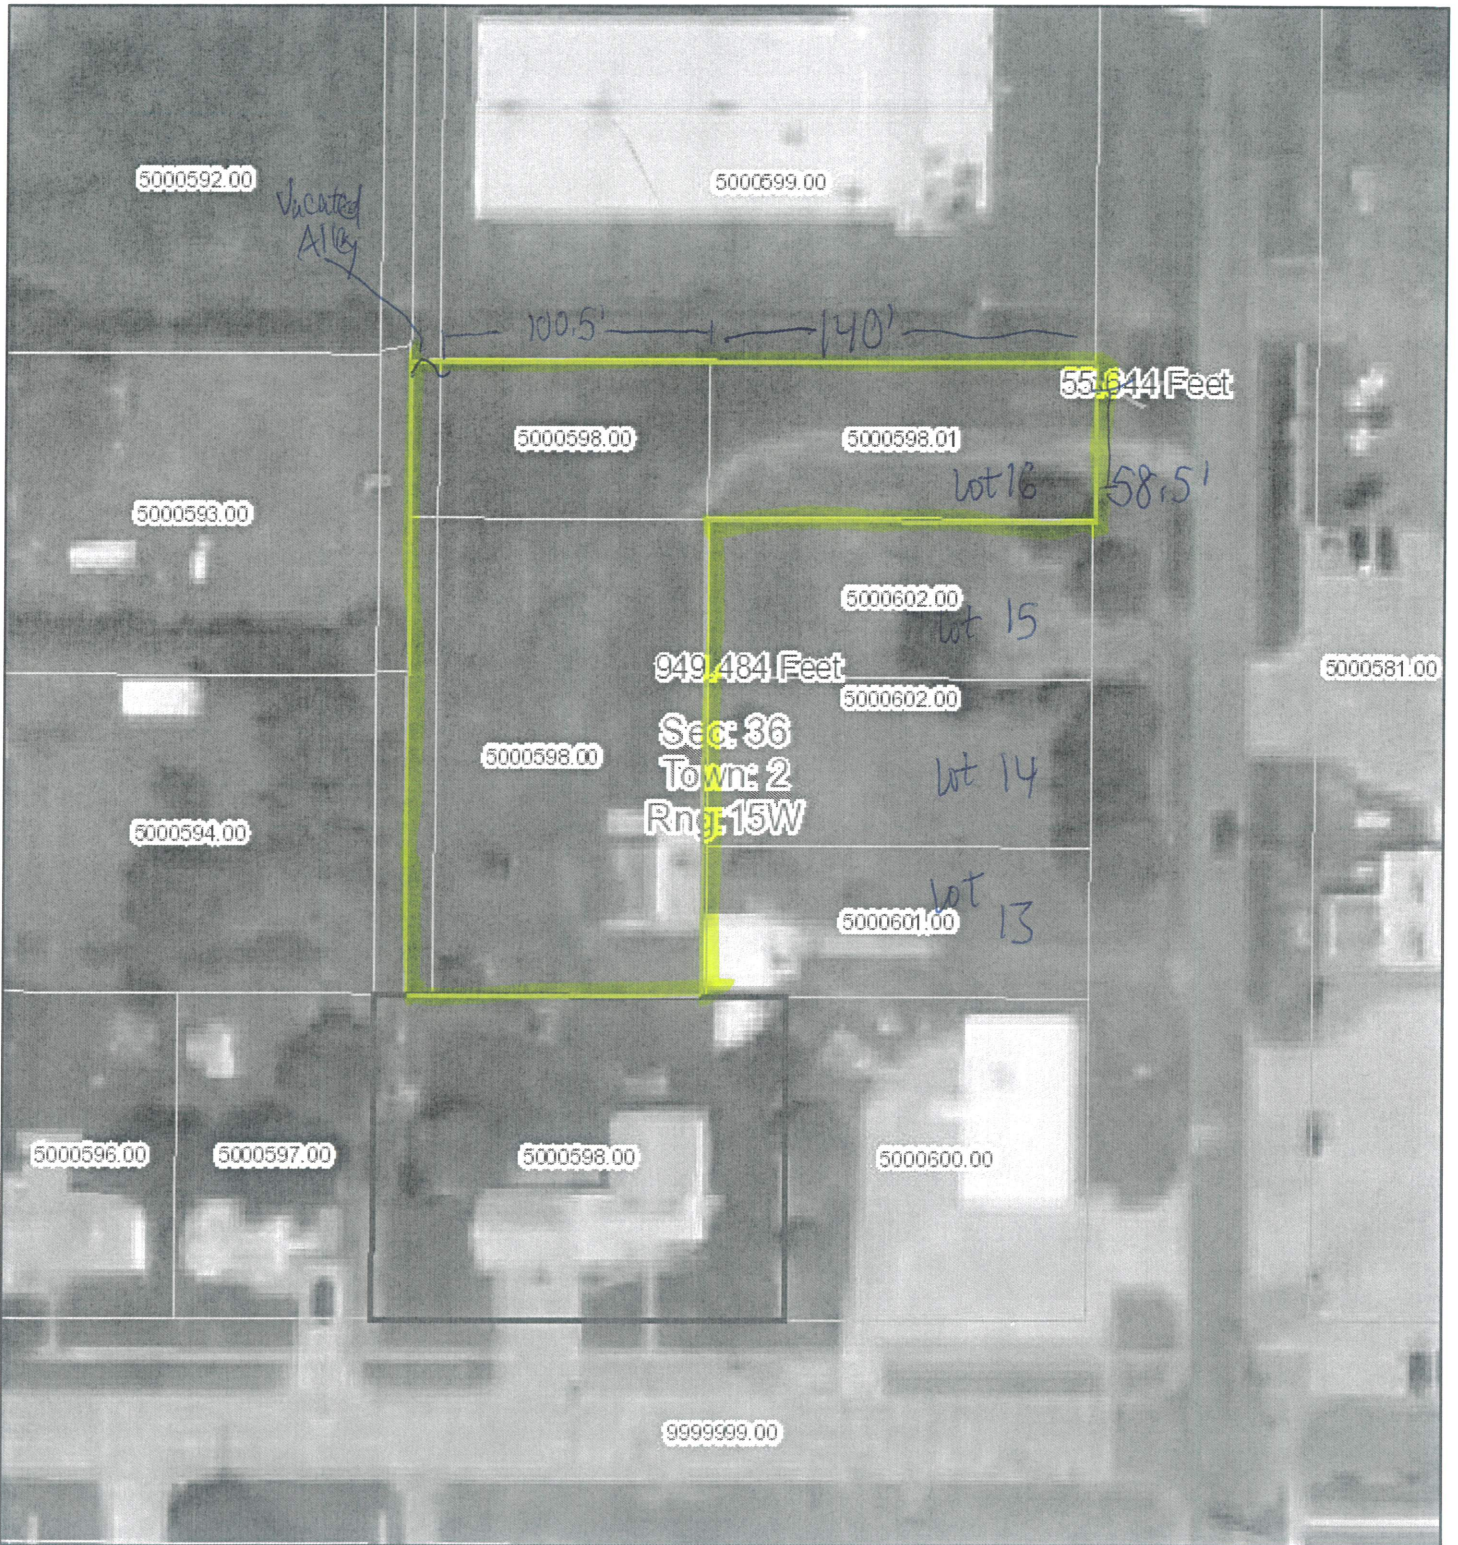 5000592.00
5000599.00
Vacated
Alley
100.5'
140'
55.644 Feet
5000598.00
5000598.01
Lot 16
58.5'
5000593.00
5000602.00
Lot 15
949.484 Feet
5000581.00
5000602.00
Sec: 36
Town: 2
Rng:15W
5000598.00
Lot 14
5000594.00
Lot
13
5000601.00
5000596.00
5000597.00
5000598.00
5000600.00
9999999.00